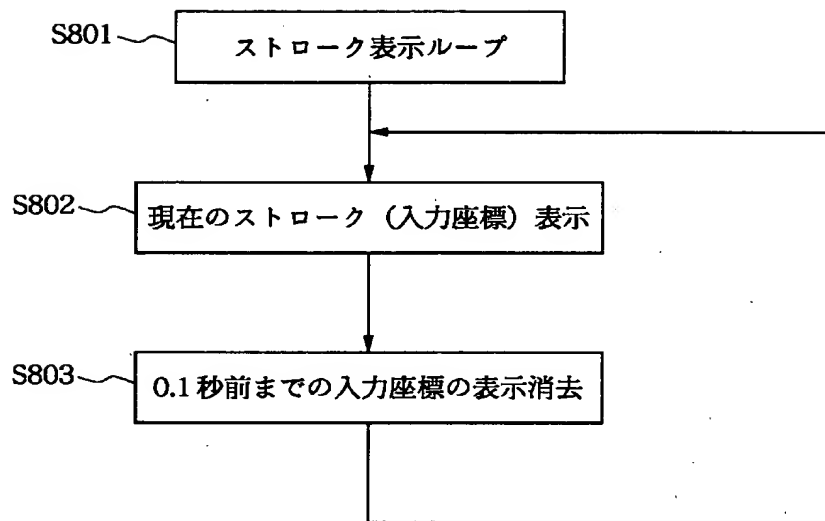 S801
ストローク表示ループ
S802
現在のストローク（入力座標）表示
S803
0.1秒前までの入力座標の表示消去